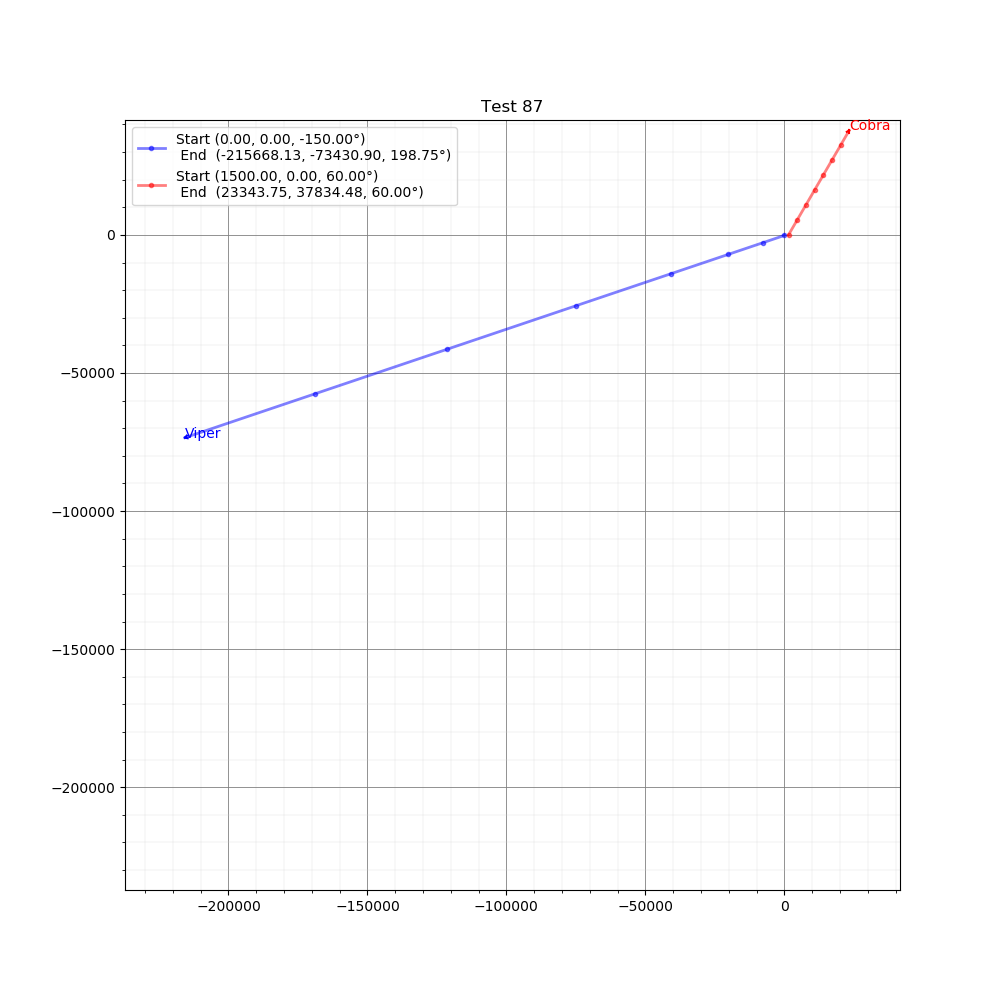 Test 87
Start (0.00, 0.00, -150.00°)
End (-215668.13, -73430.90, 198.75°)
Start (1500.00, 0.00, 60.00°)
End (23343.75, 37834.48, 60.00°)
Cobra
0
−50000
Viper
−100000
−150000
−200000
−200000 −150000 −100000 −50000 0